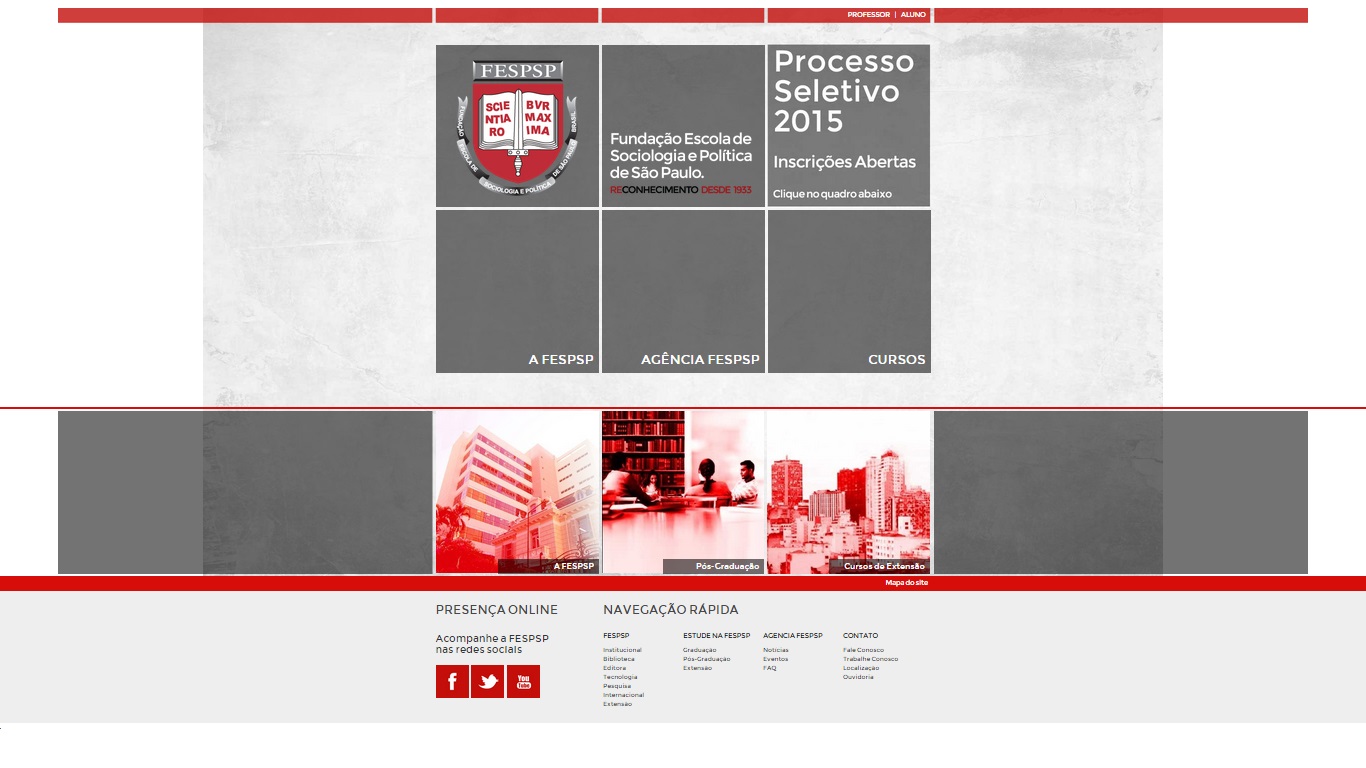 PROFESSOR | ALUNO
FESPSP
SCIE
NTIA
RO
BVR
MAX
IMA
FUNDAÇÃO ESCOLA DE SOCIOLOGIA E POLÍTICA DE SÃO PAULO BRASIL
Fundação Escola de
Sociologia e Política
de São Paulo.
RECONHECIMENTO DESDE 1933
Processo
Seletivo
2015
Inscrições Abertas
Clique no quadro abaixo
A FESPSP
AGÊNCIA FESPSP
CURSOS
A FESPSP
Pós-Graduação
Cursos de Extensão
Mapa do site
PRESENÇA ONLINE
Acompanhe a FESPSP
nas redes sociais
f
You
Tube
NAVEGAÇÃO RÁPIDA
FESPSP
Institucional
Biblioteca
Editora
Tecnologia
Pesquisa
Internacional
Extensão
ESTUDE NA FESPSP
Graduação
Pós-Graduação
Extensão
AGENCIA FESPSP
Notícias
Eventos
FAQ
CONTATO
Fale Conosco
Trabalhe Conosco
Localização
Ouvidoria